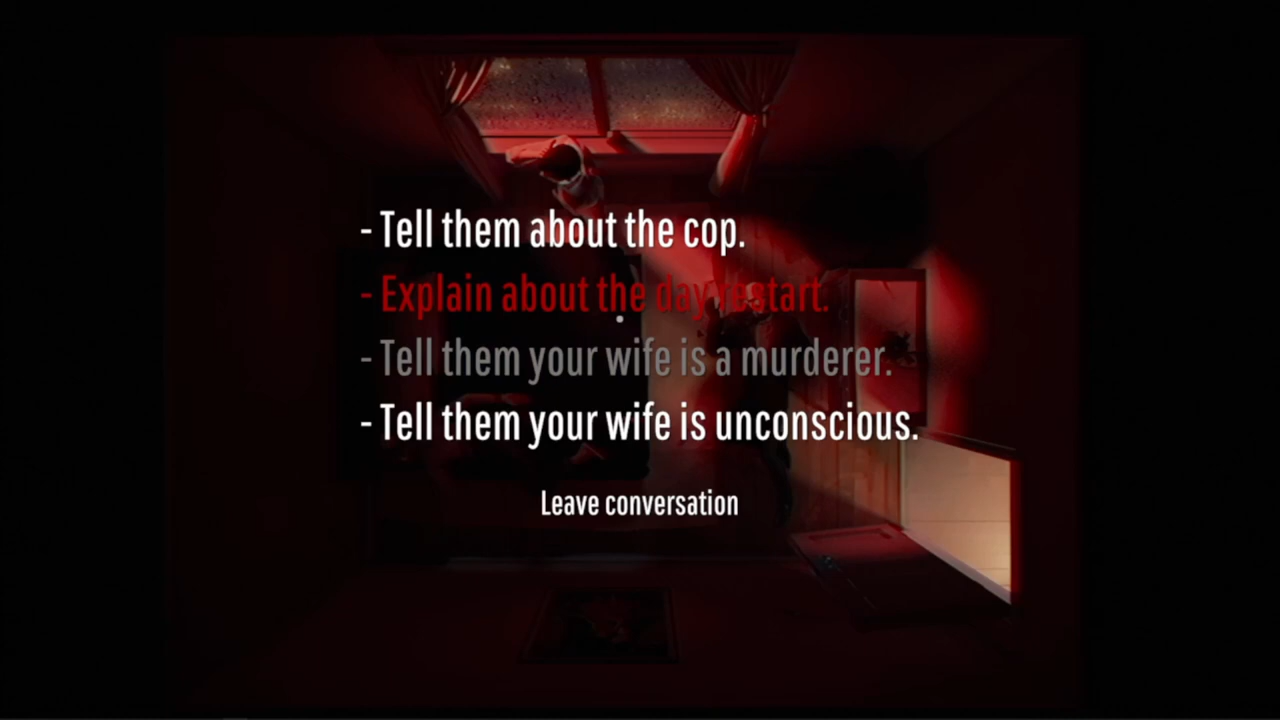 - Tell them about the cop.
- Explain about the day restart.
- Tell them your wife is a murderer.
- Tell them your wife is unconscious.
Leave conversation